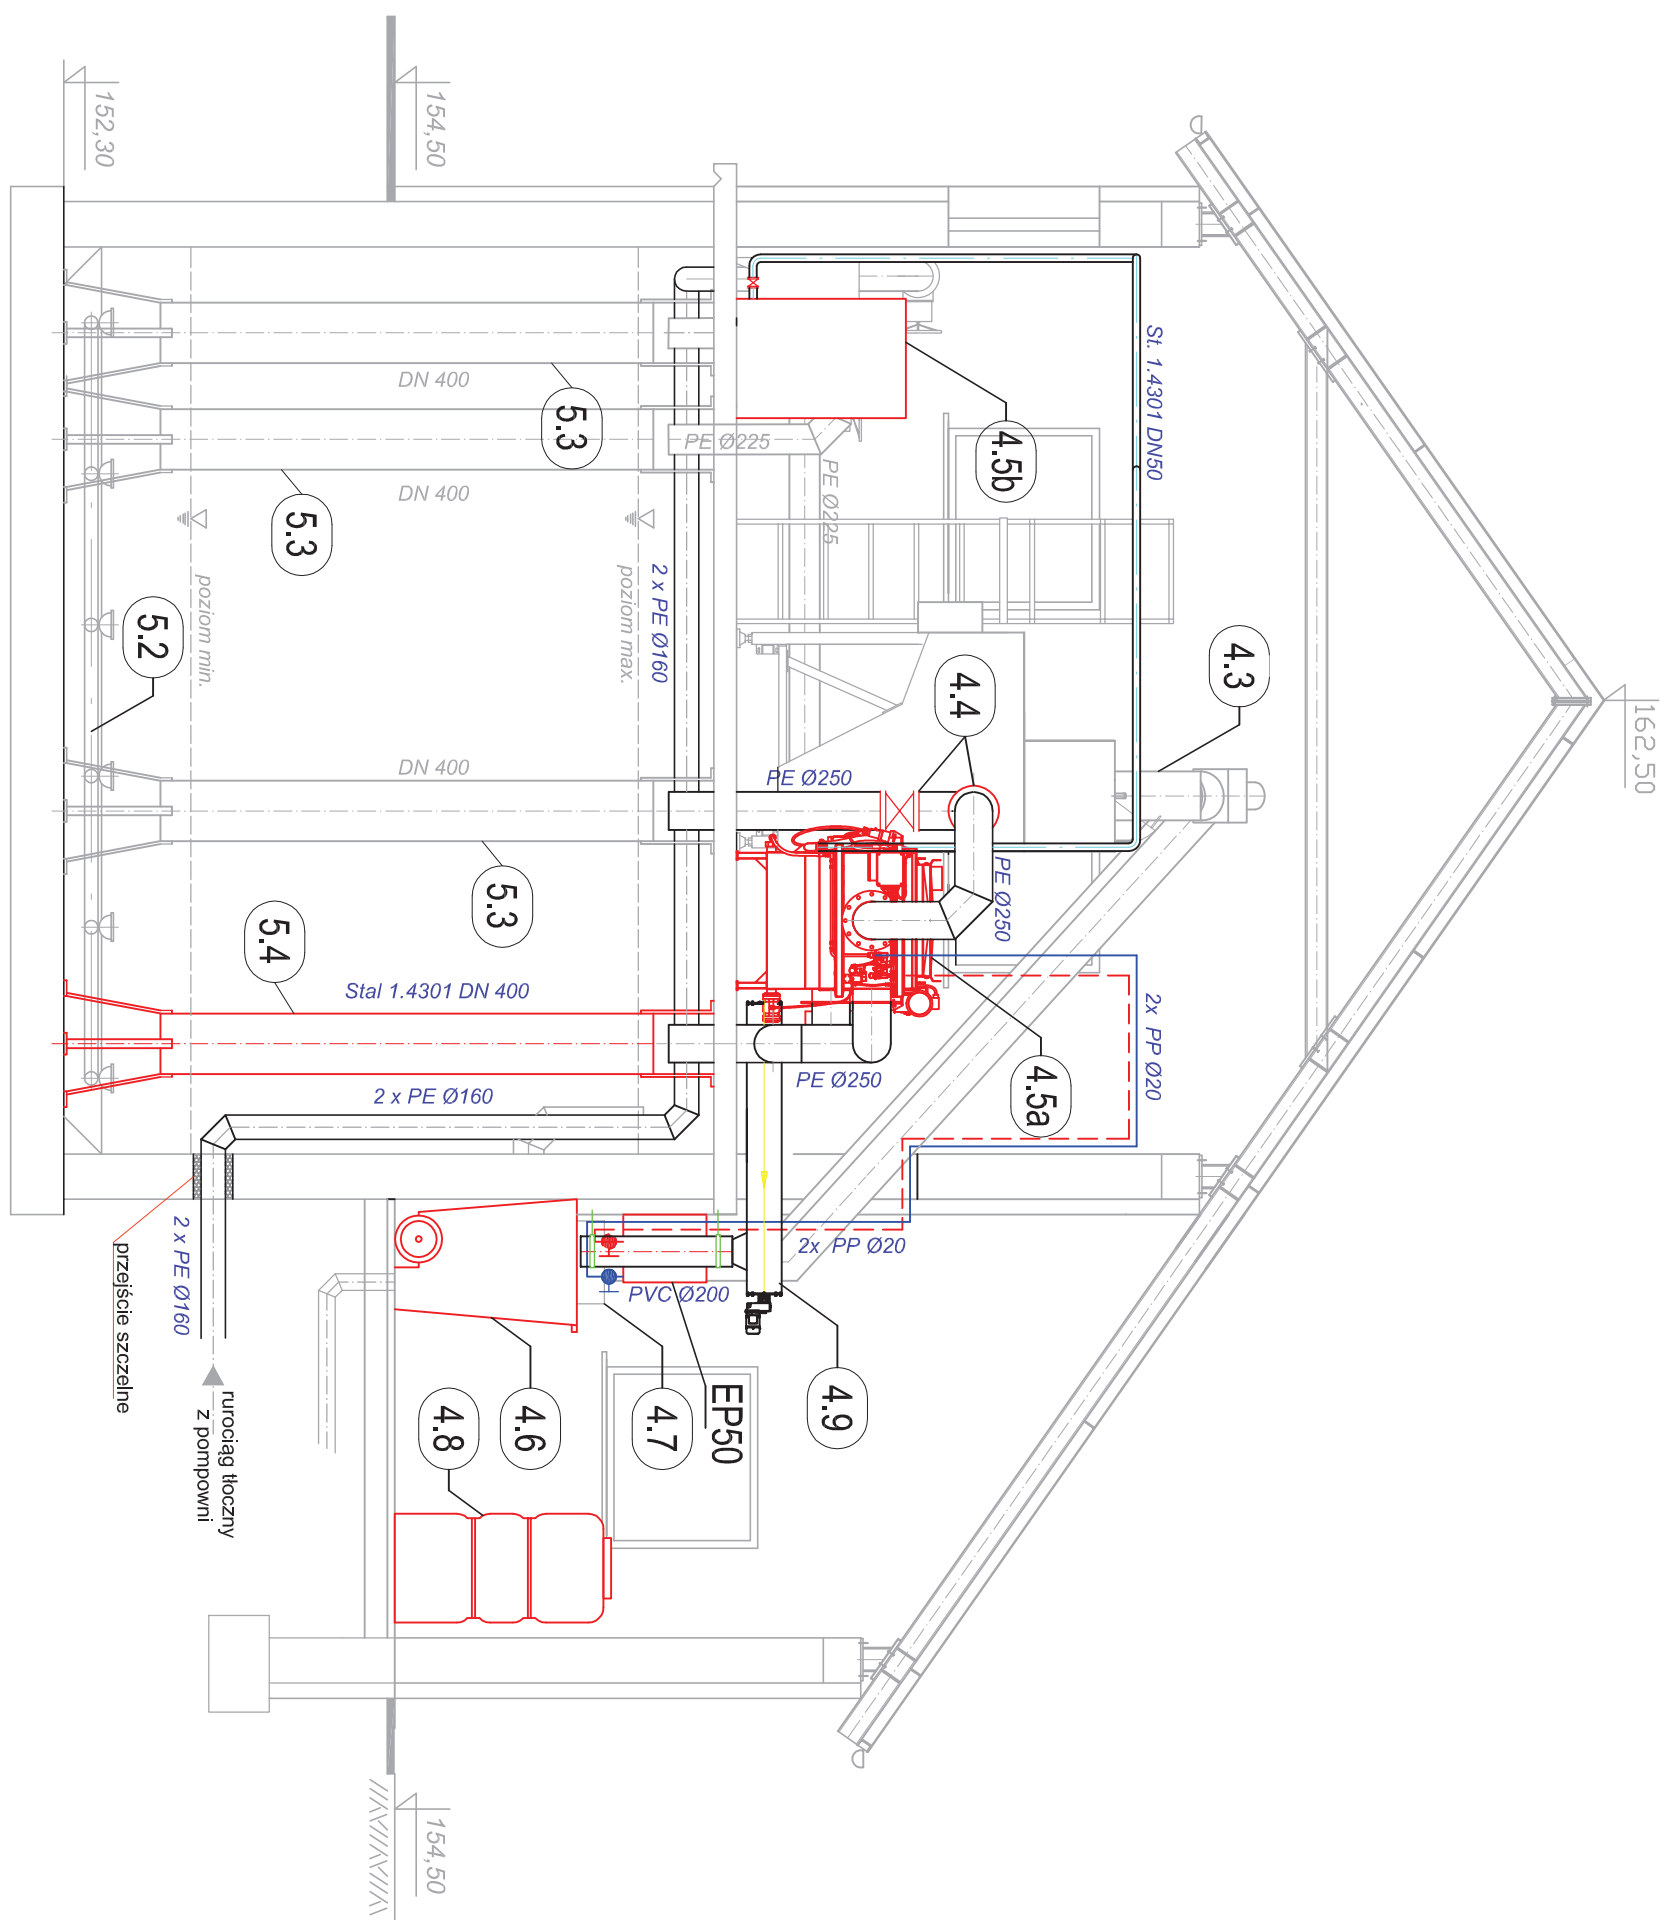 162,50
4.3
St. 1.4301 DN50
4.5b
4.4
PE Ø225
PE Ø225
PE Ø250
PE Ø250
2x PP Ø20
4.5a
PE Ø250
2x PP Ø20
4.9
154,50
DN 400
5.3
DN 400
5.3
2 x PE Ø160
poziom max.
poziom min.
5.2
DN 400
5.3
5.4
Stal 1.4301 DN 400
2 x PE Ø160
PVC Ø200
EP50
4.7
4.6
4.8
154,50
152,30
2 x PE Ø160
przejście szczelne
rurociąg tłoczny
z pompowni